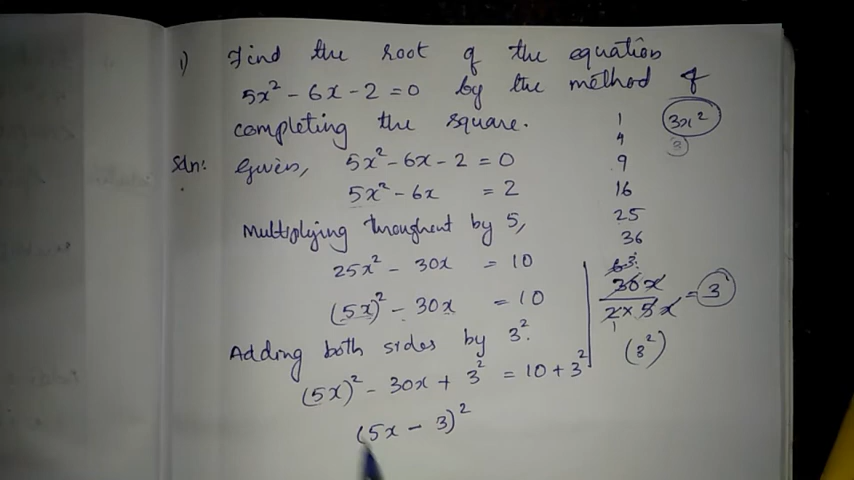 1) Find the root of the equation
5x² - 6x - 2 = 0 by the method of
completing the square.
Soln: Given, 5x² - 6x - 2 = 0
5x² - 6x = 2
Multiplying throughout by 5,
25x² - 30x = 10
(5x)² - 30x = 10
Adding both sides by 3².
(5x)² - 30x + 3² = 10 + 3²
(5x - 3)²
1
3x²
4
9
16
25
36
30x / 2 × 5x = 3
(3²)